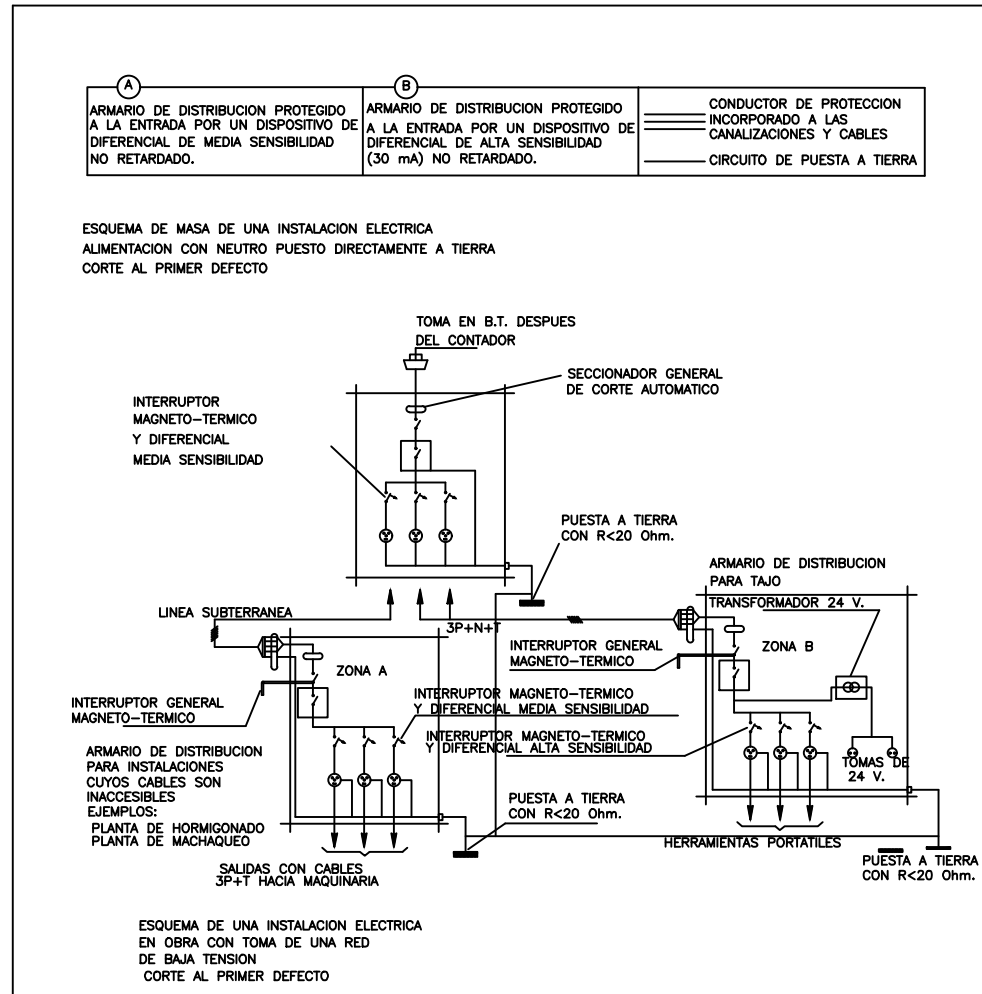 A
ARMARIO DE DISTRIBUCION PROTEGIDO
A LA ENTRADA POR UN DISPOSITIVO DE
DIFERENCIAL DE MEDIA SENSIBILIDAD
NO RETARDADO.
B
ARMARIO DE DISTRIBUCION PROTEGIDO
A LA ENTRADA POR UN DISPOSITIVO DE
DIFERENCIAL DE ALTA SENSIBILIDAD
(30 mA) NO RETARDADO.
CONDUCTOR DE PROTECCION
INCORPORADO A LAS
CANALIZACIONES Y CABLES
CIRCUITO DE PUESTA A TIERRA
ESQUEMA DE MASA DE UNA INSTALACION ELECTRICA
ALIMENTACION CON NEUTRO PUESTO DIRECTAMENTE A TIERRA
CORTE AL PRIMER DEFECTO
TOMA EN B.T. DESPUES
DEL CONTADOR
SECCIONADOR GENERAL
DE CORTE AUTOMATICO
INTERRUPTOR
MAGNETO-TERMICO
Y DIFERENCIAL
MEDIA SENSIBILIDAD
PUESTA A TIERRA
CON R<20 Ohm.
ARMARIO DE DISTRIBUCION
PARA TAJO
TRANSFORMADOR 24 V.
LINEA SUBTERRANEA
3P+N+T
INTERRUPTOR GENERAL
MAGNETO-TERMICO
ZONA B
ZONA A
INTERRUPTOR GENERAL
MAGNETO-TERMICO
INTERRUPTOR MAGNETO-TERMICO
Y DIFERENCIAL MEDIA SENSIBILIDAD
INTERRUPTOR MAGNETO-TERMICO
Y DIFERENCIAL ALTA SENSIBILIDAD
TOMAS DE
24 V.
ARMARIO DE DISTRIBUCION
PARA INSTALACIONES
CUYOS CABLES SON
INACCESIBLES
EJEMPLOS:
PLANTA DE HORMIGONADO
PLANTA DE MACHAQUEO
PUESTA A TIERRA
CON R<20 Ohm.
HERRAMIENTAS PORTATILES
PUESTA A TIERRA
CON R<20 Ohm.
SALIDAS CON CABLES
3P+T HACIA MAQUINARIA
ESQUEMA DE UNA INSTALACION ELECTRICA
EN OBRA CON TOMA DE UNA RED
DE BAJA TENSION
CORTE AL PRIMER DEFECTO